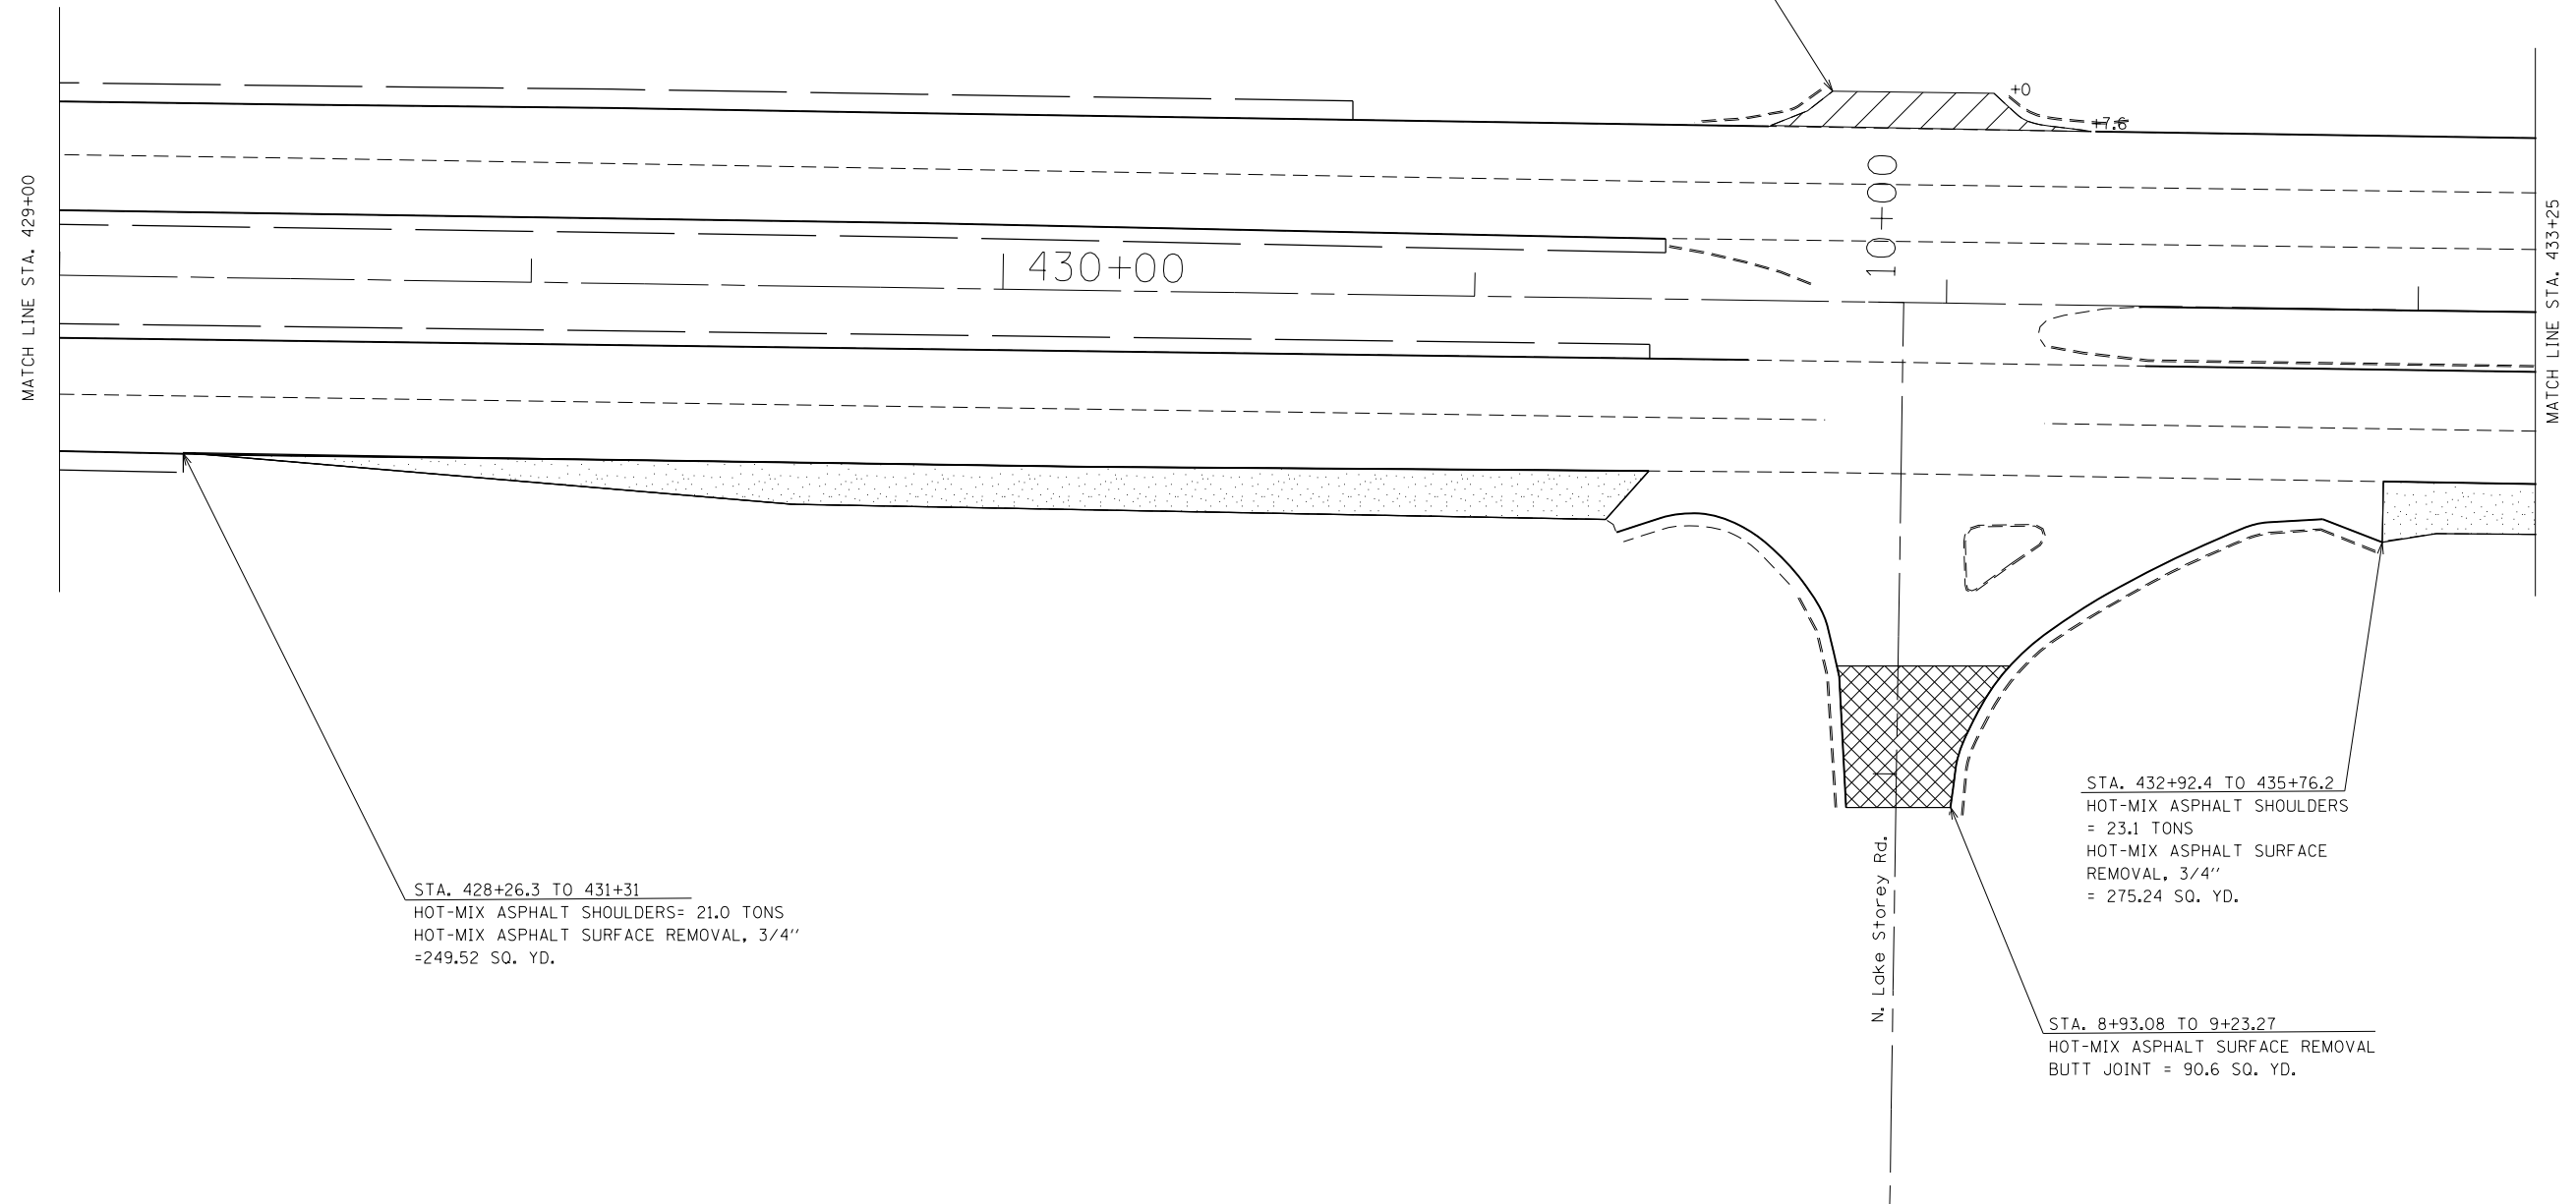 +0
+7.6
MATCH LINE STA. 429+00
10+00
430+00
MATCH LINE STA. 433+25
STA. 432+92.4 TO 435+76.2
HOT-MIX ASPHALT SHOULDERS
= 23.1 TONS
HOT-MIX ASPHALT SURFACE
REMOVAL, 3/4''
= 275.24 SQ. YD.
N. Lake Storey Rd.
STA. 428+26.3 TO 431+31
HOT-MIX ASPHALT SHOULDERS= 21.0 TONS
HOT-MIX ASPHALT SURFACE REMOVAL, 3/4''
=249.52 SQ. YD.
STA. 8+93.08 TO 9+23.27
HOT-MIX ASPHALT SURFACE REMOVAL
BUTT JOINT = 90.6 SQ. YD.